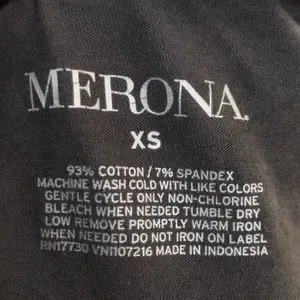 MERONA.
XS
93% COTTON / 7% SPANDEX
MACHINE WASH COLD WITH LIKE COLORS
GENTLE CYCLE ONLY NON-CHLORINE
BLEACH WHEN NEEDED TUMBLE DRY
LOW REMOVE PROMPTLY WARM IRON
WHEN NEEDED DO NOT IRON ON LABEL
RN17730 VN1107216 MADE IN INDONESIA